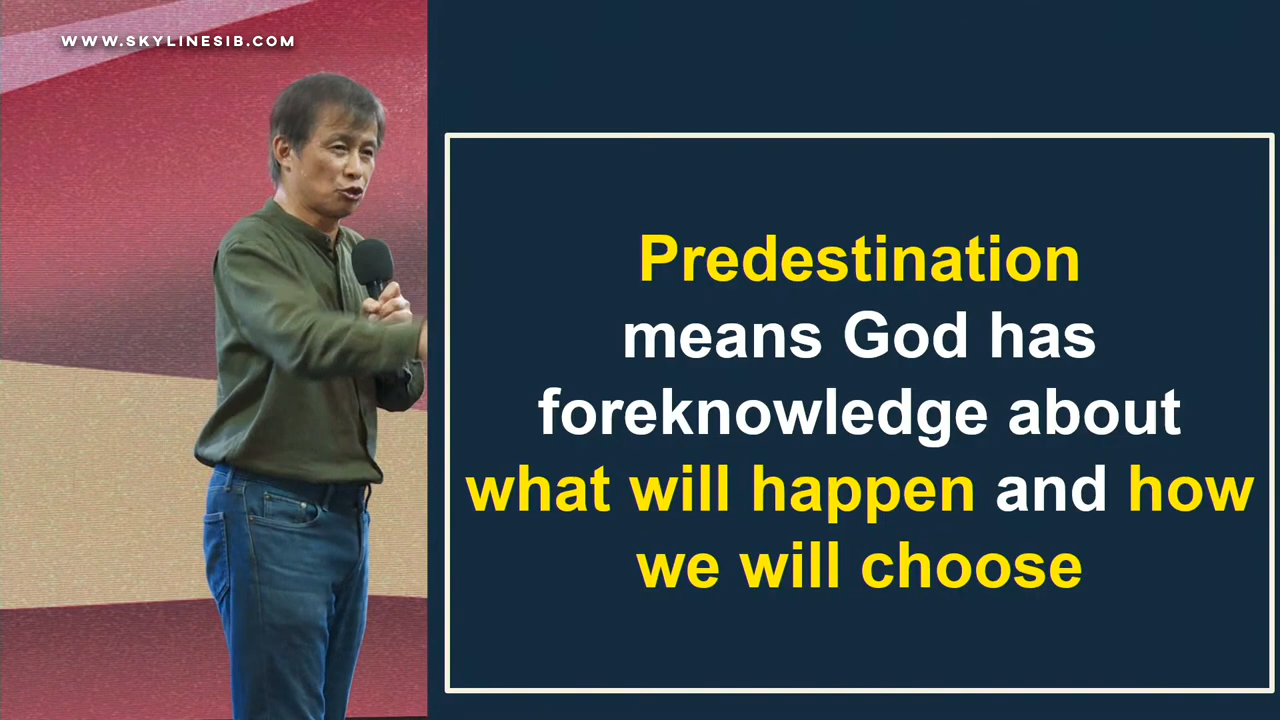 WWW.SKYLINESIB.COM
Predestination
means God has
foreknowledge about
what will happen and how
we will choose